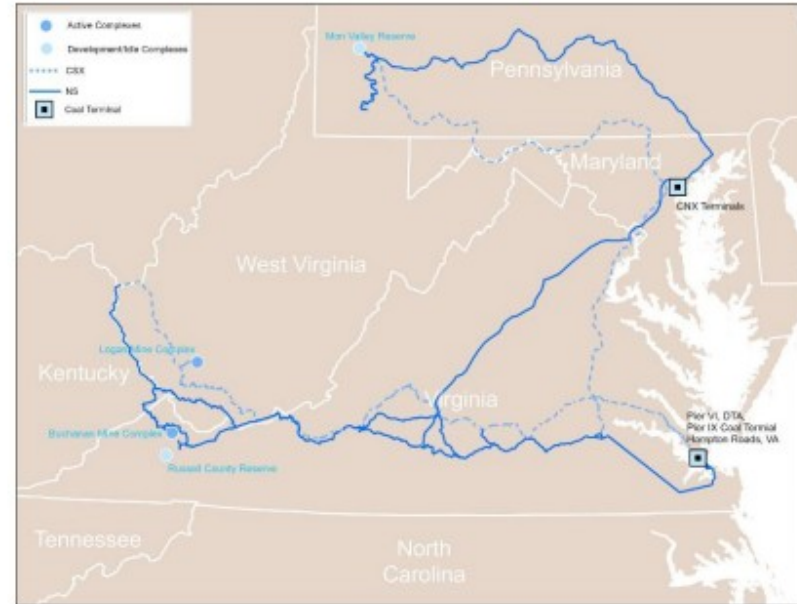 Active Complexes
Development/Idle Complexes
CSX
NS
Coal Terminal
Mon Valley Reserve
Pennsylvania
Maryland
CNX Terminals
West Virginia
Logan Mine Complex
Kentucky
Virginia
Pier VI, DTA,
Pier IX Coal Termial
Hampton Roads, VA
Buchanan Mine Complex
Russell County Reserve
Tennessee
North
Carolina